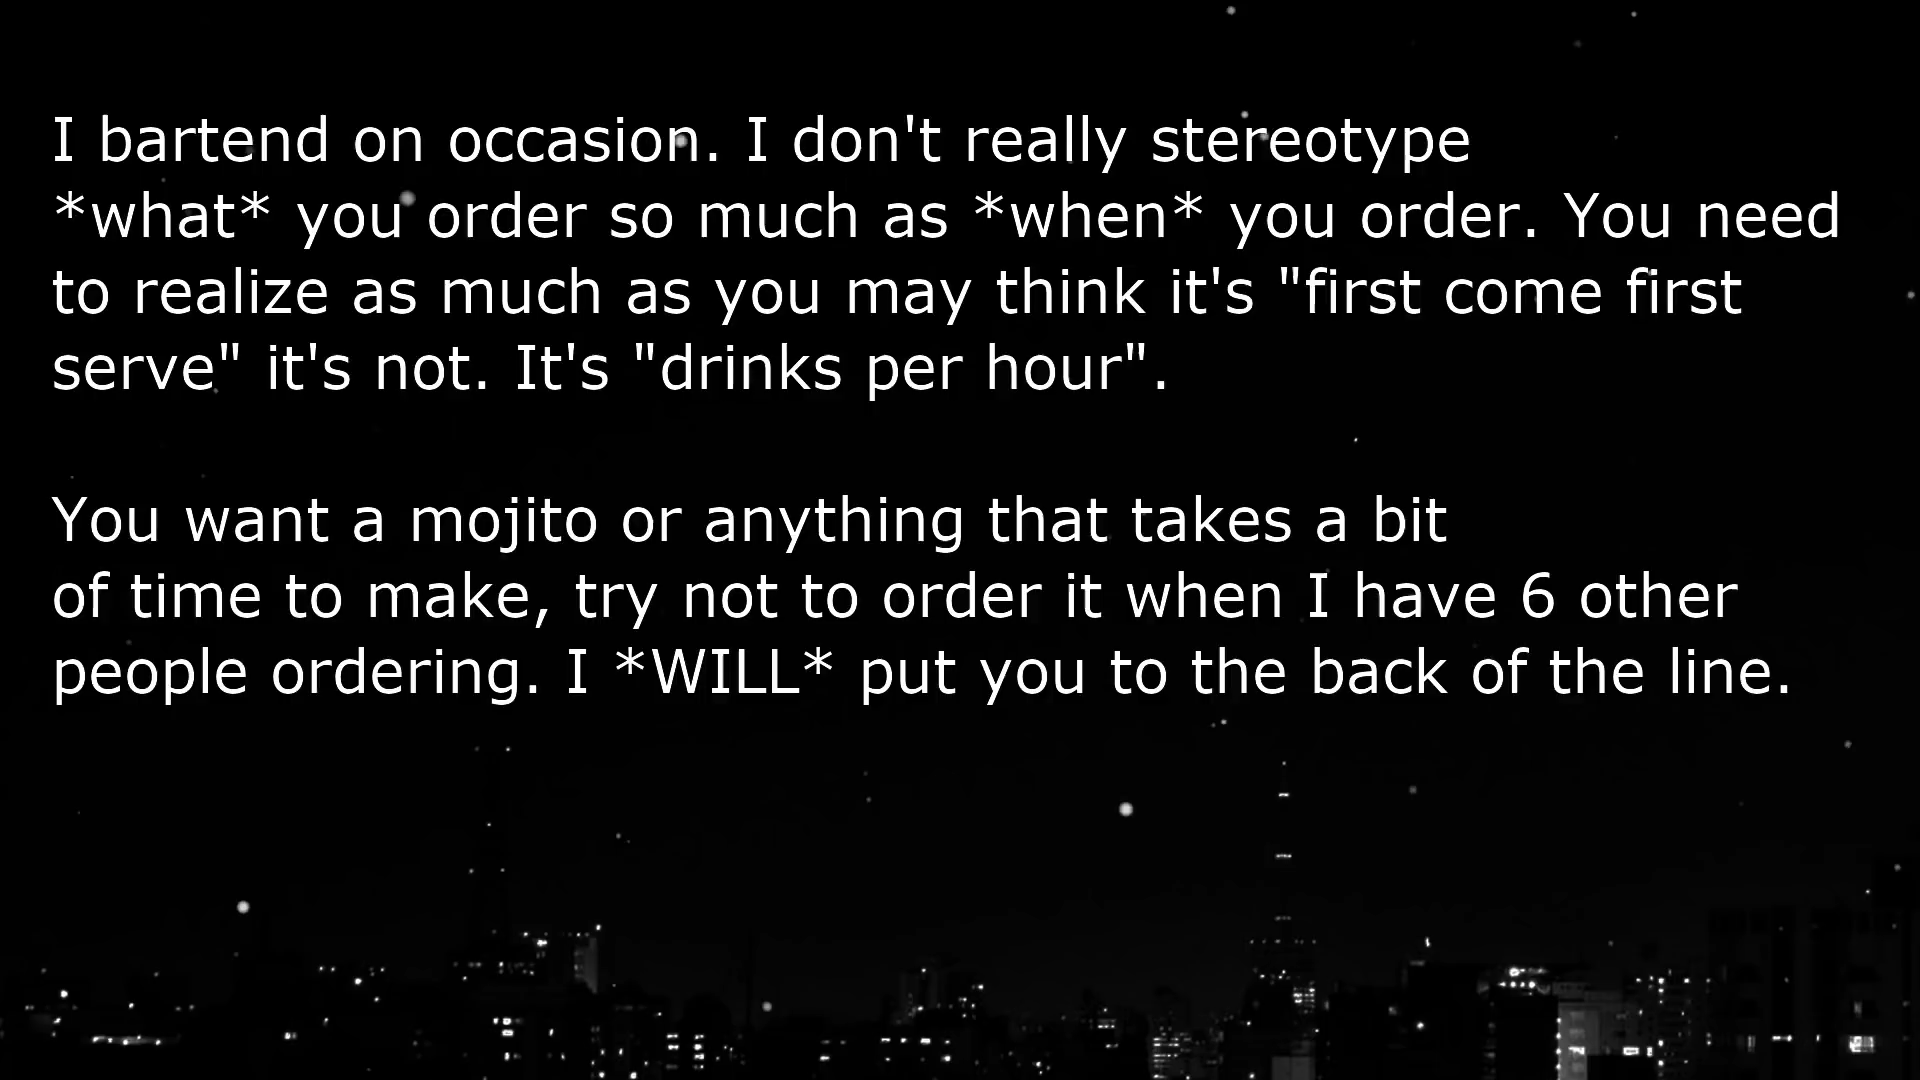 I bartend on occasion. I don't really stereotype
*what* you order so much as *when* you order. You need
to realize as much as you may think it's "first come first
serve" it's not. It's "drinks per hour".
You want a mojito or anything that takes a bit
of time to make, try not to order it when I have 6 other
people ordering. I *WILL* put you to the back of the line.